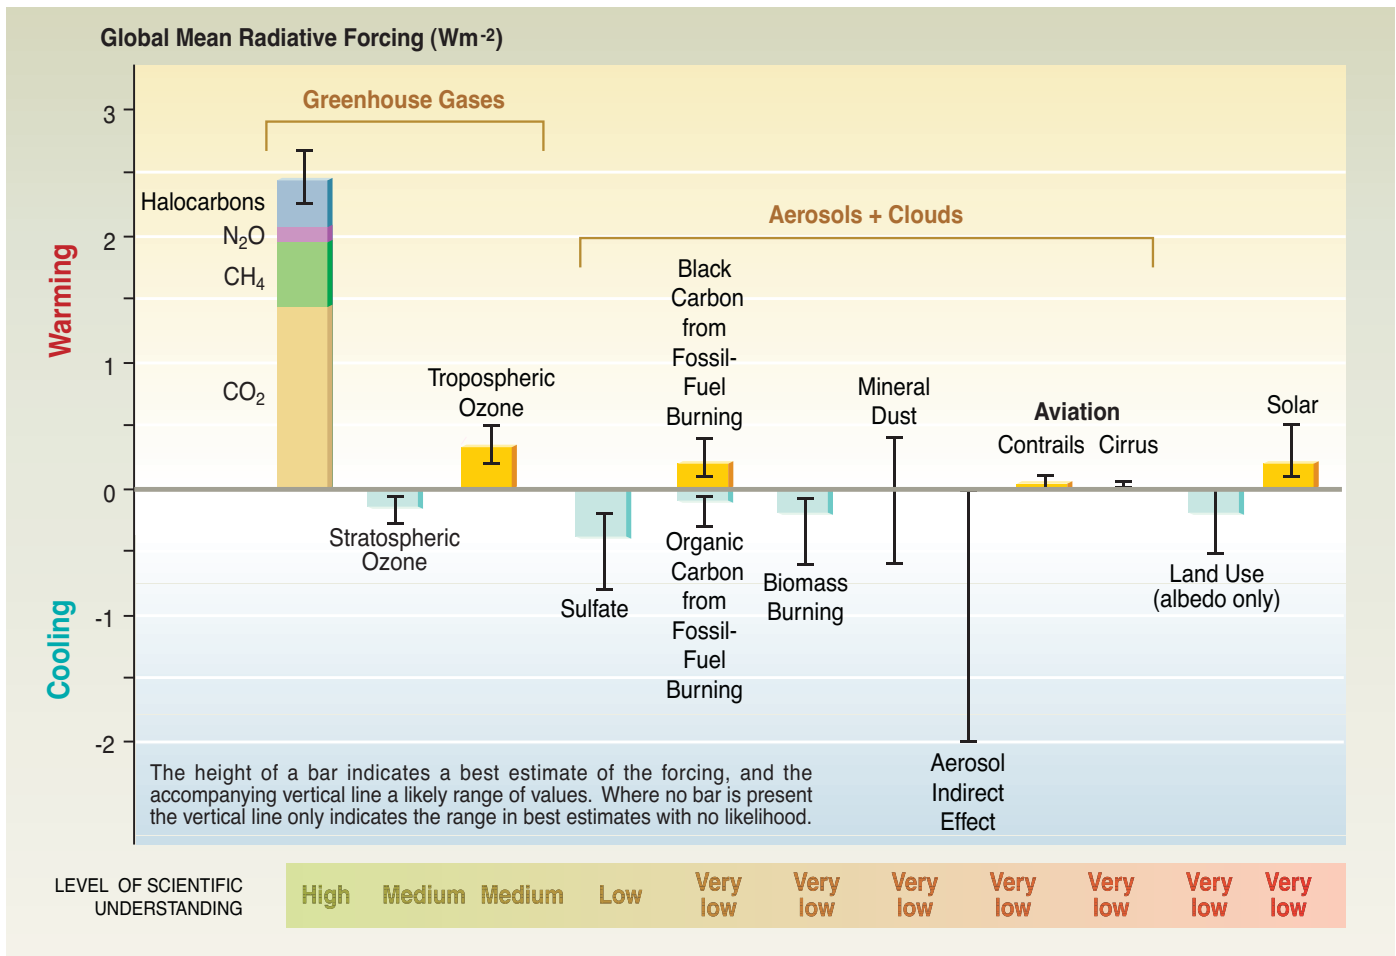 Global Mean Radiative Forcing (Wm-2)
Greenhouse Gases
3
Halocarbons
N2O
2
CH4
Aerosols + Clouds
Black
Carbon
from
Fossil-
Fuel
Burning
Warming
1
CO2
Tropospheric
Ozone
Mineral
Dust
Aviation
Contrails Cirrus
Solar
0
Stratospheric
Ozone
Sulfate
Organic
Carbon
from
Fossil-
Fuel
Burning
Biomass
Burning
Land Use
(albedo only)
Cooling
-1
-2
Aerosol
Indirect
Effect
The height of a bar indicates a best estimate of the forcing, and the
accompanying vertical line a likely range of values. Where no bar is present
the vertical line only indicates the range in best estimates with no likelihood.
LEVEL OF SCIENTIFIC
UNDERSTANDING
High
Medium
Medium
Low
Very
low
Very
low
Very
low
Very
low
Very
low
Very
low
Very
low